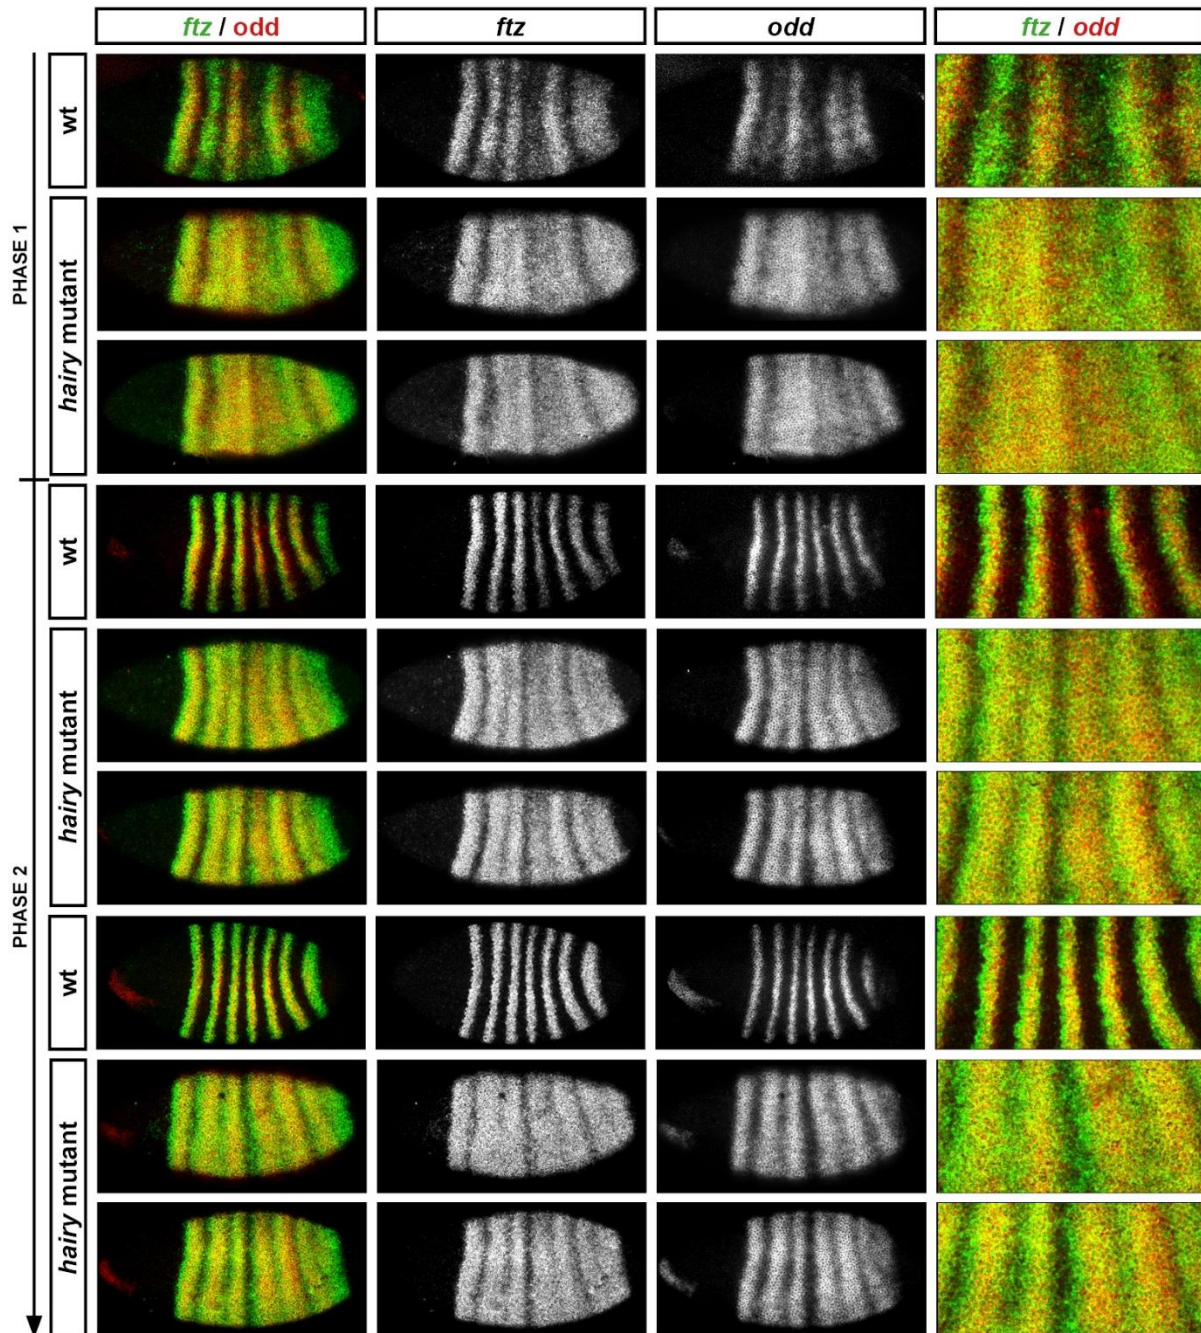 ftz / odd
ftz
odd
ftz / odd
PHASE 1
wt
hairy mutant
PHASE 2
wt
hairy mutant
wt
hairy mutant